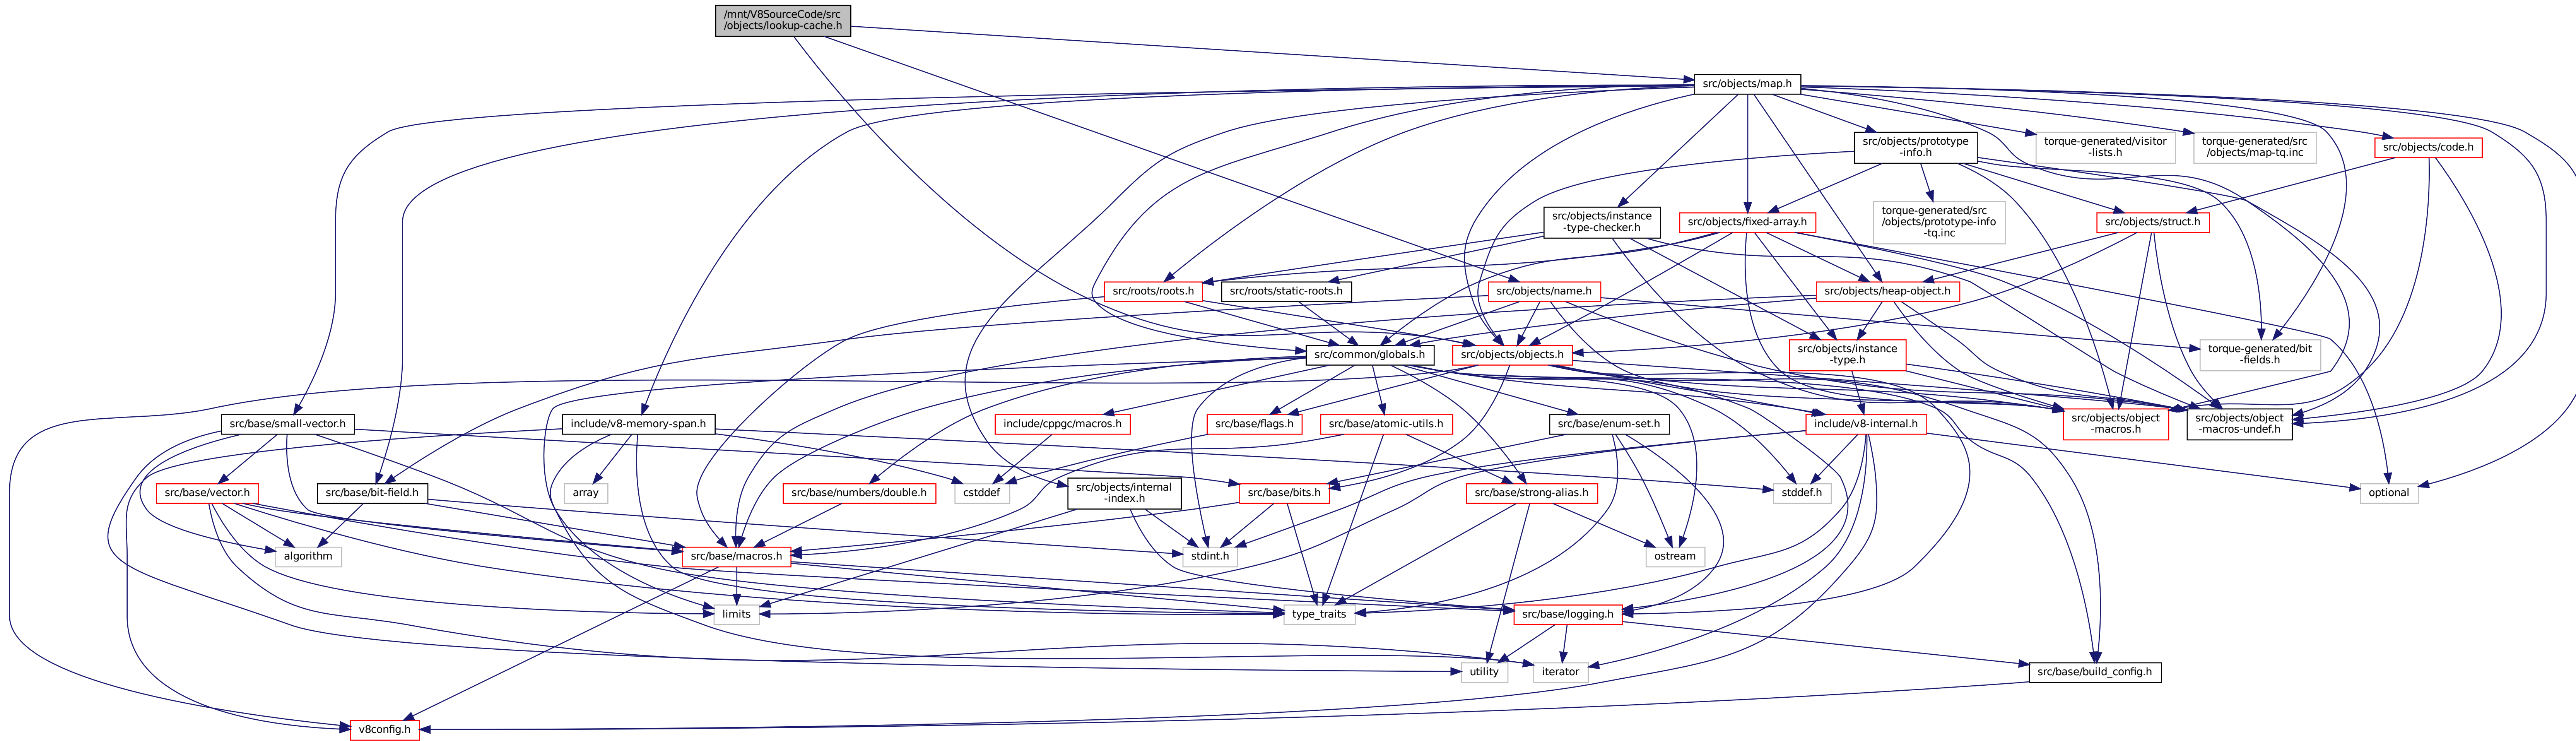 /mnt/V8SourceCode/src
/objects/lookup-cache.h
src/objects/map.h
src/objects/prototype
-info.h
torque-generated/visitor
-lists.h
torque-generated/src
/objects/map-tq.inc
src/objects/code.h
src/objects/instance
-type-checker.h
src/objects/fixed-array.h
torque-generated/src
/objects/prototype-info
-tq.inc
src/objects/struct.h
src/roots/roots.h
src/roots/static-roots.h
src/objects/name.h
src/objects/heap-object.h
src/common/globals.h
src/objects/objects.h
src/objects/instance
-type.h
torque-generated/bit
-fields.h
src/base/small-vector.h
include/v8-memory-span.h
include/cppgc/macros.h
src/base/flags.h
src/base/atomic-utils.h
src/base/enum-set.h
include/v8-internal.h
src/objects/object
-macros.h
src/objects/object
-macros-undef.h
src/base/vector.h
src/base/bit-field.h
array
src/base/numbers/double.h
cstddef
src/objects/internal
-index.h
src/base/bits.h
src/base/strong-alias.h
stddef.h
optional
algorithm
src/base/macros.h
stdint.h
ostream
limits
type_traits
src/base/logging.h
utility
iterator
src/base/build_config.h
v8config.h